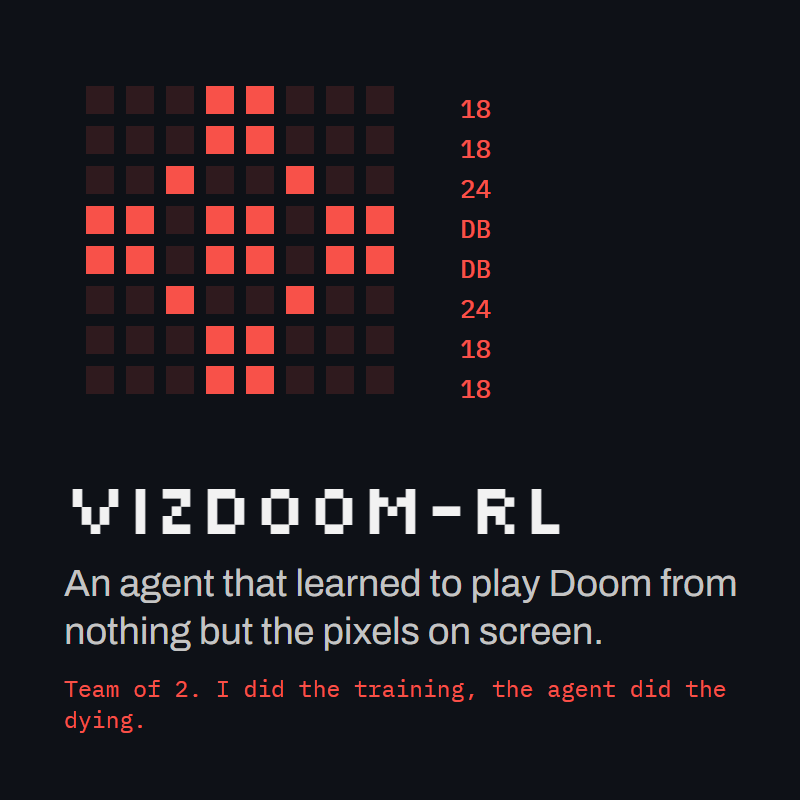 18
18
24
DB
DB
24
18
18
VIZDOOM-RL
An agent that learned to play Doom from
nothing but the pixels on screen.
Team of 2. I did the training, the agent did the
dying.